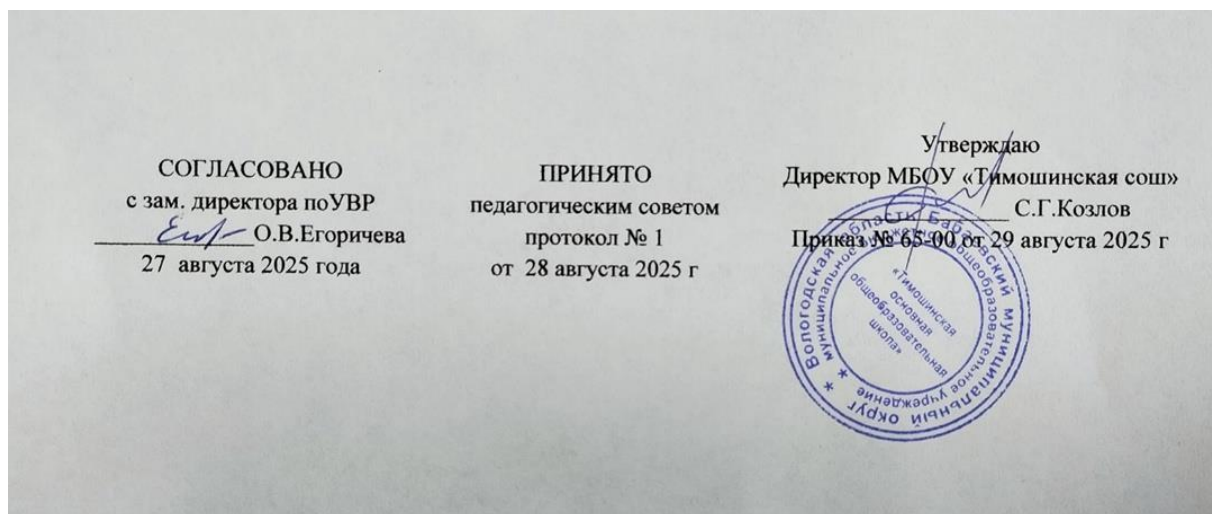 СОГЛАСОВАНО
с зам. директора поУВР
О.В.Егоричева
27 августа 2025 года
ПРИНЯТО
педагогическим советом
протокол № 1
от 28 августа 2025 г
Утверждаю
Директор МБОУ «Тимошинская сош»
С.Г.Козлов
Приказ № 65-00 от 29 августа 2025 г
★ Вологодская область Бабаевский муниципальный округ
★ муниципальное бюджетное общеобразовательное учреждение
«Тимошинская
основная
общеобразовательная
школа»